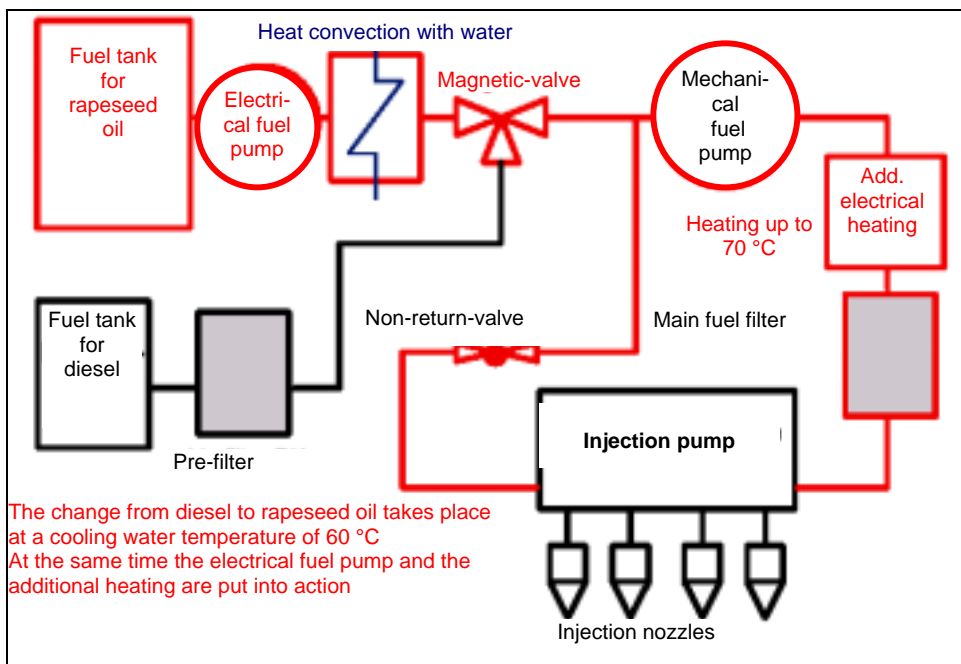 Heat convection with water
Fuel tank
for
rapeseed
oil
Electri-
cal fuel
pump
Magnetic-valve
Mechani-
cal
fuel
pump
Add.
electrical
heating
Heating up to
70 °C
Fuel tank
for
diesel
Non-return-valve
Main fuel filter
Pre-filter
Injection pump
The change from diesel to rapeseed oil takes place
at a cooling water temperature of 60 °C
At the same time the electrical fuel pump and the
additional heating are put into action
Injection nozzles